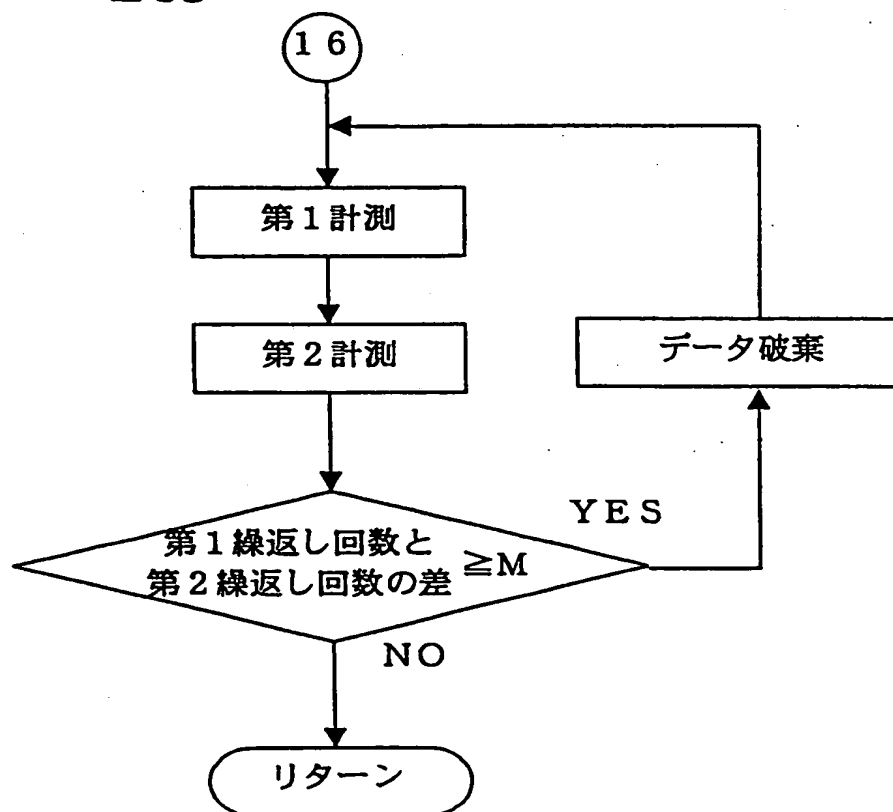 １６
第１計測
第２計測
データ破棄
YES
第１繰返し回数と
第２繰返し回数の差 ≧M
NO
リターン